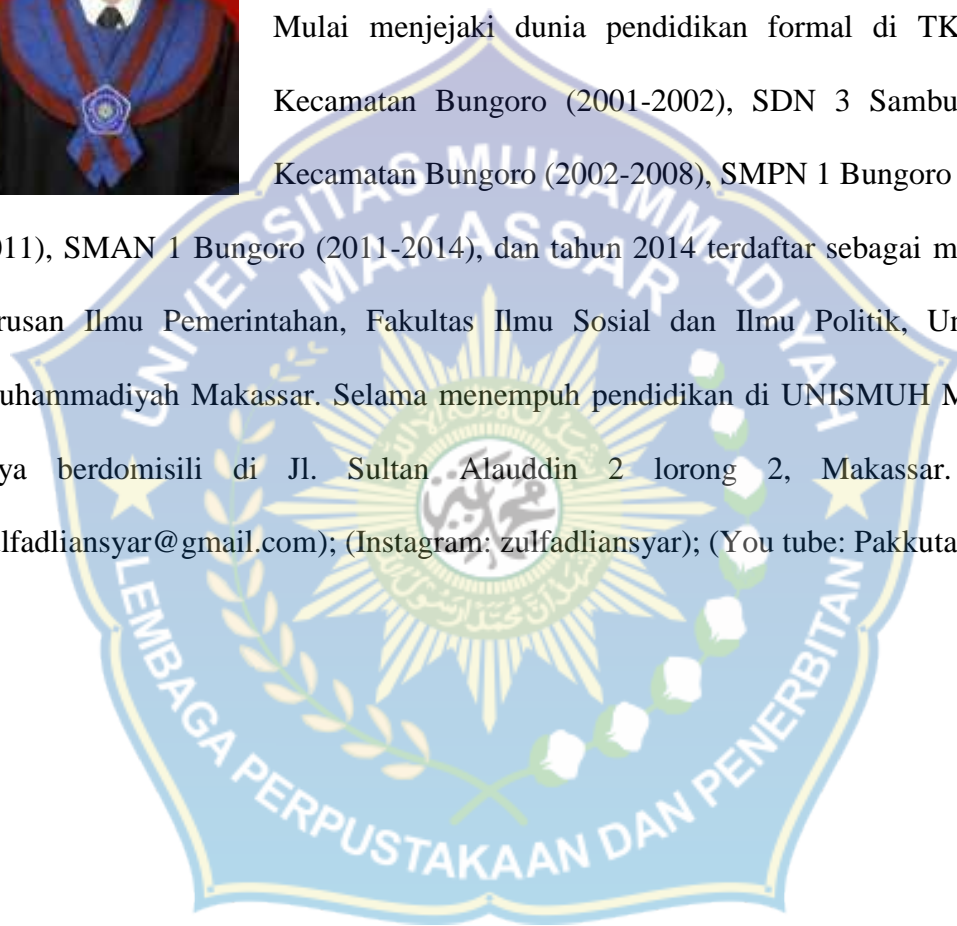 Mulai menjejaki dunia pendidikan formal di TK
Kecamatan Bungoro (2001-2002), SDN 3 Sambu
Kecamatan Bungoro (2002-2008), SMPN 1 Bungoro
011), SMAN 1 Bungoro (2011-2014), dan tahun 2014 terdaftar sebagai m
rusan Ilmu Pemerintahan, Fakultas Ilmu Sosial dan Ilmu Politik, Un
uhammadiyah Makassar. Selama menempuh pendidikan di UNISMUH M
ya berdomisili di Jl. Sultan Alauddin 2 lorong 2, Makassar.
lfadliansyar@gmail.com); (Instagram: zulfadliansyar); (You tube: Pakkuta
UNIVERSITAS MUHAMMADIYAH
MAKASSAR
LEMBAGA PERPUSTAKAAN DAN PENERBITAN